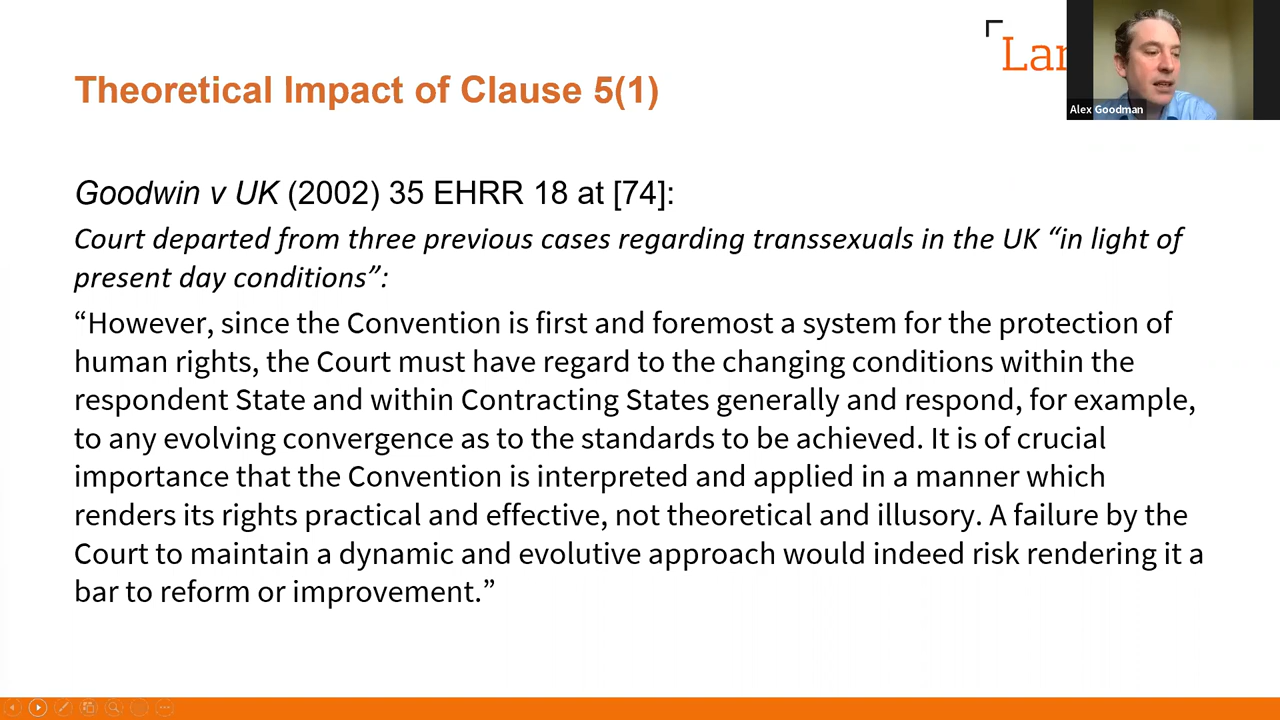 Theoretical Impact of Clause 5(1)
Lan
Alex Goodman
Goodwin v UK (2002) 35 EHRR 18 at [74]:
Court departed from three previous cases regarding transsexuals in the UK “in light of
present day conditions”:
“However, since the Convention is first and foremost a system for the protection of
human rights, the Court must have regard to the changing conditions within the
respondent State and within Contracting States generally and respond, for example,
to any evolving convergence as to the standards to be achieved. It is of crucial
importance that the Convention is interpreted and applied in a manner which
renders its rights practical and effective, not theoretical and illusory. A failure by the
Court to maintain a dynamic and evolutive approach would indeed risk rendering it a
bar to reform or improvement.”